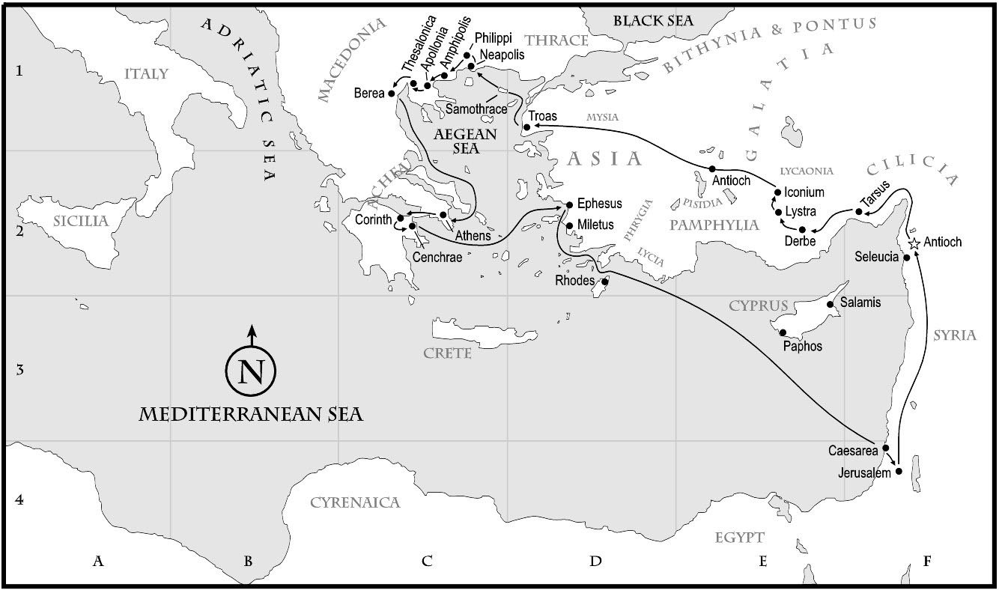 BLACK SEA
ADRIATIC SEA
MACEDONIA
Thesalonica
Apollonia
Amphipolis
Philippi
Neapolis
THRACE
BITHYNIA & PONTUS
GALATIA
1
ITALY
Berea
Samothrace
Troas
MYSIA
AEGEAN
SEA
ASIA
ACHEA
Antioch
LYCAONIA
CILICIA
Iconium
Tarsus
PISIDIA
Lystra
Ephesus
PHRYGIA
PAMPHYLIA
SICILIA
Corinth
Miletus
2
Athens
Derbe
Antioch
Cenchrae
LYCIA
Seleucia
Rhodes
CYPRUS
Salamis
Paphos
SYRIA
CRETE
3
N
MEDITERRANEAN SEA
Caesarea
Jerusalem
4
CYRENAICA
EGYPT
A B C D E F